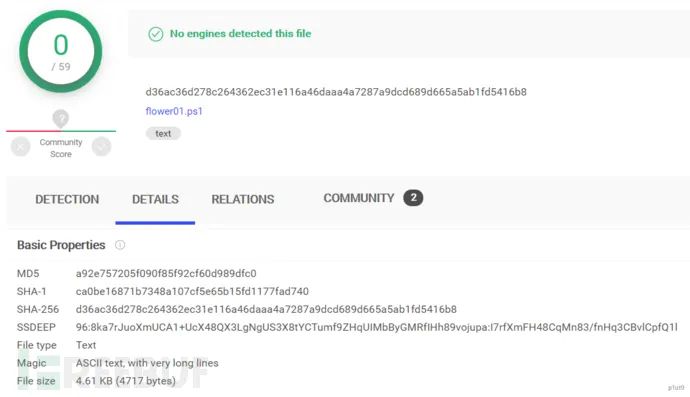 0
/ 59
?
Community
Score
No engines detected this file
d36ac36d278c264362ec31e116a46daaa4a7287a9dcd689d665a5ab1fd5416b8
flower01.ps1
text
DETECTION DETAILS RELATIONS COMMUNITY 2
Basic Properties
MD5 a92e757205f090f85f92cf60d989dfc0
SHA-1 ca0be16871b7348a107cf5e65b15fd1177fad740
SHA-256 d36ac36d278c264362ec31e116a46daaa4a7287a9dcd689d665a5ab1fd5416b8
SSDEEP 96:8ka7rJuoXmUCA1+UcX48QX3LgNgUS3X8tYCTumf9ZHqUIMbByGMRfIHh89vojupa:I7rfXmFH48CqMn83/fnHq3CBvlCpfQ1l
File type Text
Magic ASCII text, with very long lines
File size 4.61 KB (4717 bytes)
FREEBUF
p1ut0